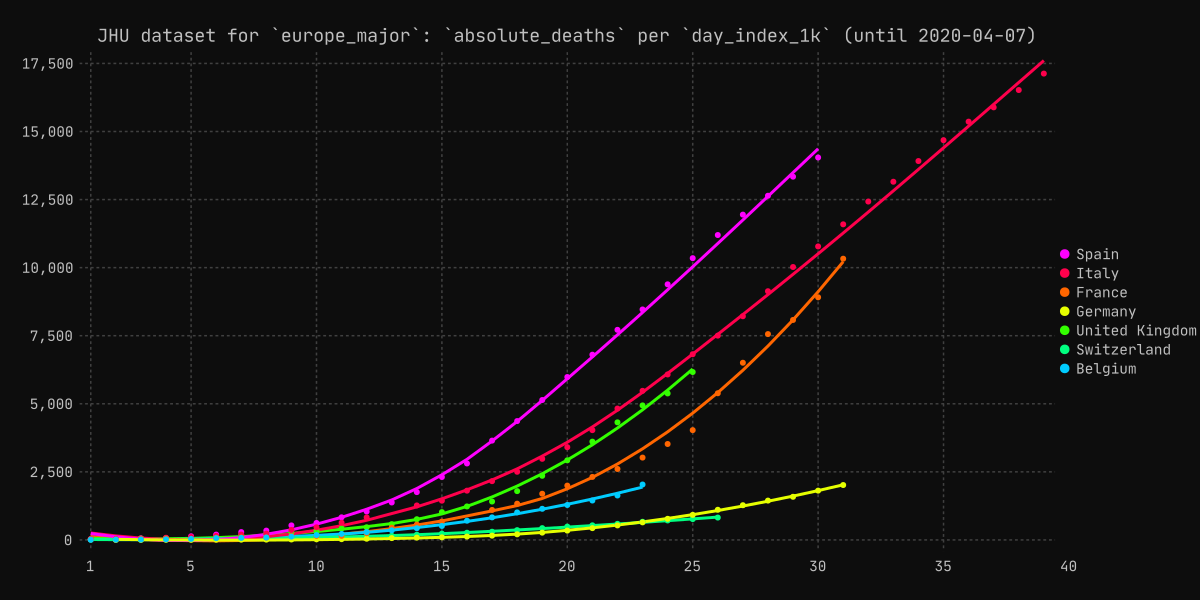 JHU dataset for `europe_major`: `absolute_deaths` per `day_index_1k` (until 2020-04-07)
17,500
15,000
12,500
10,000
7,500
5,000
2,500
0
1 5 10 15 20 25 30 35 40
Spain
Italy
France
Germany
United Kingdom
Switzerland
Belgium